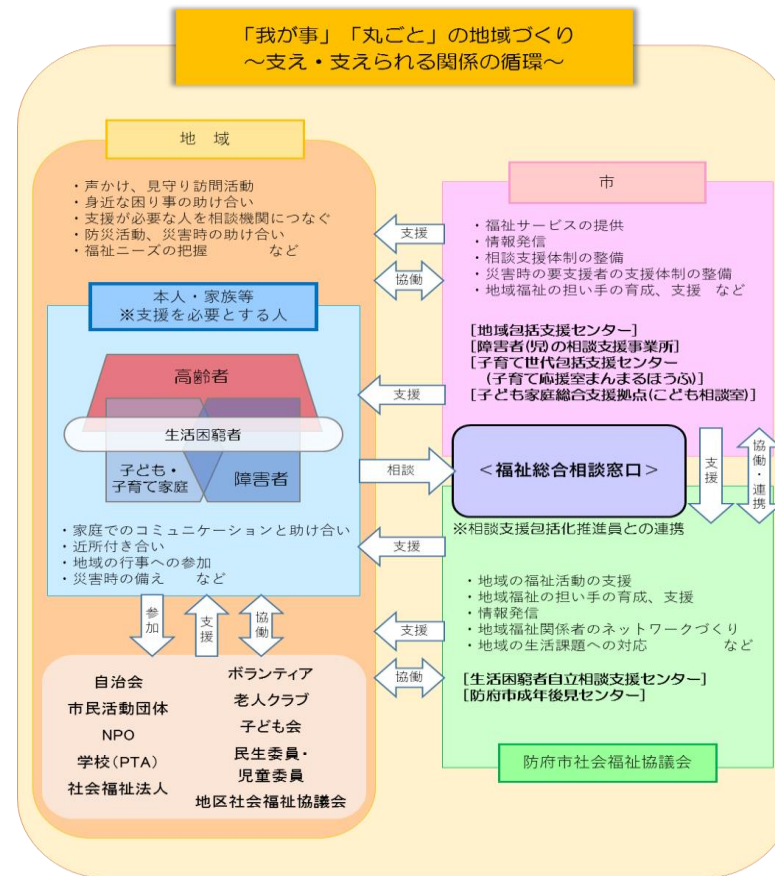 「我が事」「丸ごと」の地域づくり
～支え・支えられる関係の循環～
地　域
・声かけ、見守り訪問活動
・身近な困り事の助け合い
・支援が必要な人を相談機関につなぐ
・防災活動、災害時の助け合い
・福祉ニーズの把握　　　など
本人・家族等
※支援を必要とする人
高齢者
生活困窮者
子ども・
子育て家庭
障害者
・家庭でのコミュニケーションと助け合い
・近所付き合い
・地域の行事への参加
・災害時の備え　　など
参加
支援
協働
自治会
市民活動団体
NPO
学校(PTA)
社会福祉法人
ボランティア
老人クラブ
子ども会
民生委員・
児童委員
地区社会福祉協議会
支援
協働
支援
相談
支援
支援
協働
市
・福祉サービスの提供
・情報発信
・相談支援体制の整備
・災害時の要支援者の支援体制の整備
・地域福祉の担い手の育成、支援　など
[地域包括支援センター]
[障害者(児)の相談支援事業所]
[子育て世代包括支援センター
(子育て応援室まんまるほうふ)]
[子ども家庭総合支援拠点(こども相談室]
＜福祉総合相談窓口＞
支援
協働・連携
※相談支援包括化推進員との連携
・地域の福祉活動の支援
・地域福祉の担い手の育成、支援
・情報発信
・地域福祉関係者のネットワークづくり
・地域の生活課題への対応　　　　など
[生活困窮者自立相談支援センター]
[防府市成年後見センター]
防府市社会福祉協議会